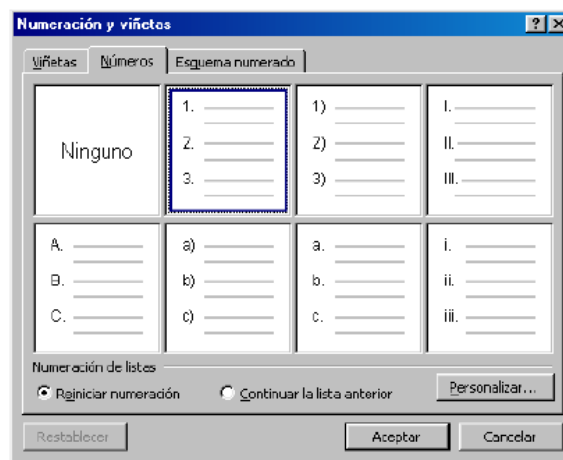 Numeración y viñetas
Viñetas Números Esquema numerado
Ninguno
1.
2.
3.
1)
2)
3)
I.
II.
III.
A.
B.
C.
a)
b)
c)
a.
b.
c.
i.
ii.
iii.
Numeración de listas
Reiniciar numeración Continuar la lista anterior Personalizar...
Restablecer Aceptar Cancelar